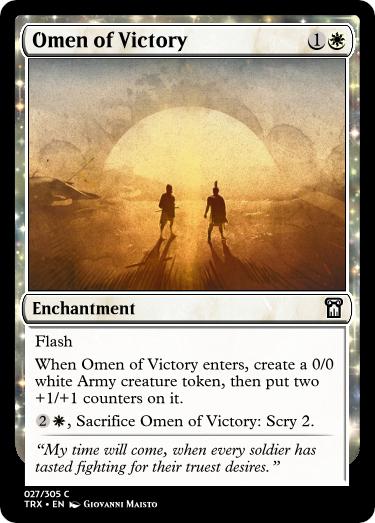 Omen of Victory 1
Enchantment
Flash
When Omen of Victory enters, create a 0/0
white Army creature token, then put two
+1/+1 counters on it.
2, Sacrifice Omen of Victory: Scry 2.
“My time will come, when every soldier has
tasted fighting for their truest desires.”
027/305 C
TRX • EN Giovanni Maisto